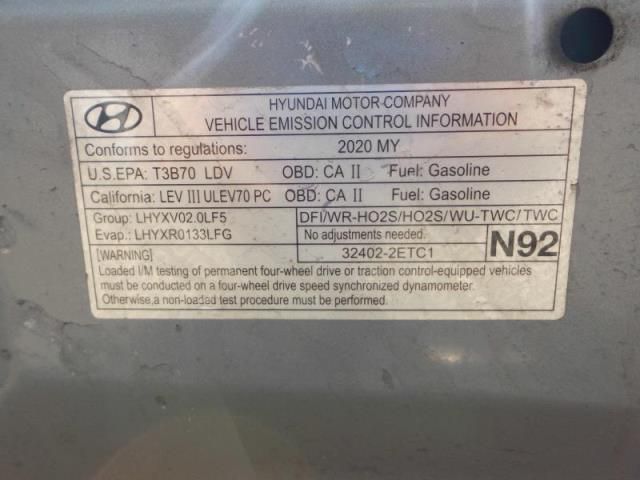 HYUNDAI MOTOR COMPANY
VEHICLE EMISSION CONTROL INFORMATION
Conforms to regulations: 2020 MY
U.S.EPA: T3B70 LDV OBD: CA II Fuel: Gasoline
California: LEV III ULEV70 PC OBD: CA II Fuel: Gasoline
Group: LHYXV02.0LF5 DFI/WR-HO2S/HO2S/WU-TWC/TWC
Evap.: LHYXR0133LFG No adjustments needed. N92
[WARNING] 32402-2ETC1
Loaded I/M testing of permanent four-wheel drive or traction control-equipped vehicles
must be conducted on a four-wheel drive speed synchronized dynamometer.
Otherwise,a non-loaded test procedure must be performed.